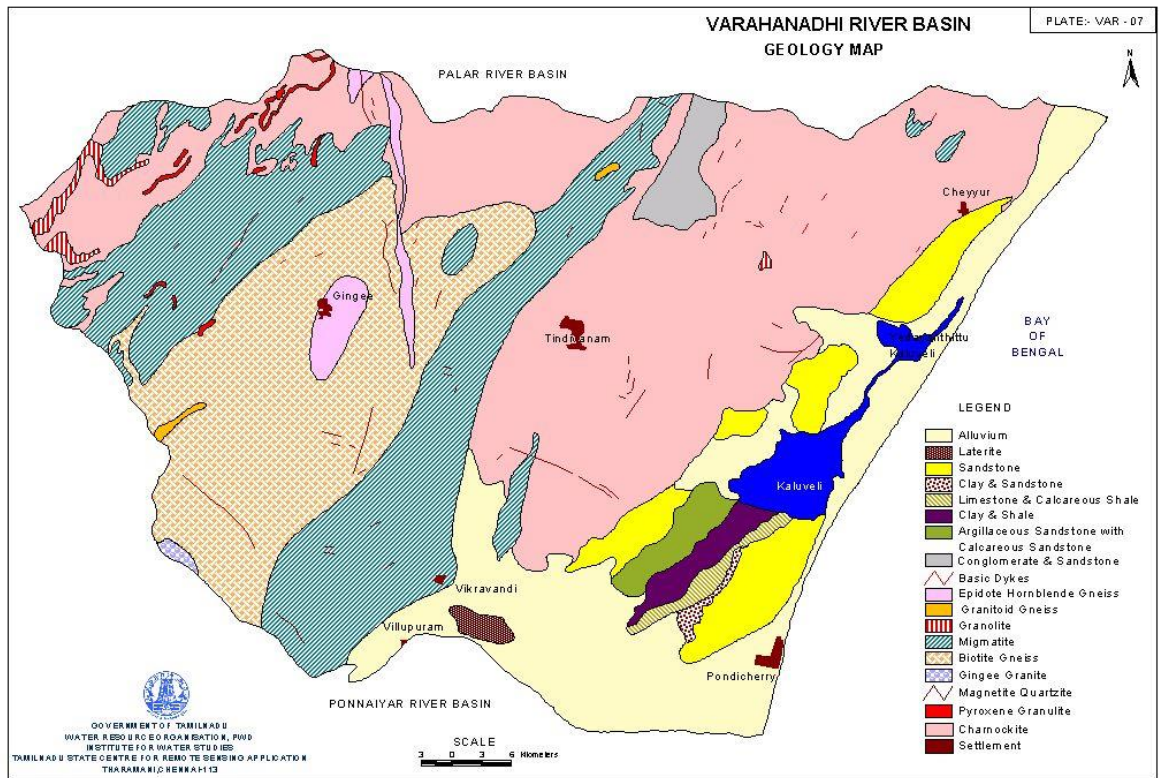 VARAHANADHI RIVER BASIN
GEOLOGY MAP
PLATE:- VAR - 07
N
PALAR RIVER BASIN
Cheyyur
Gingee
Tindivanam
Kaluveli
BAY
OF
BENGAL
Kaluveli
Vikravandi
Villupuram
Pondicherry
PONNAIYAR RIVER BASIN
LEGEND
Alluvium
Laterite
Sandstone
Clay & Sandstone
Limestone & Calcareous Shale
Clay & Shale
Argillaceous Sandstone with
Calcareous Sandstone
Conglomerate & Sandstone
Basic Dykes
Epidote Hornblende Gneiss
Granitoid Gneiss
Granolite
Migmatite
Biotite Gneiss
Gingee Granite
Magnetite Quartzite
Pyroxene Granulite
Charnockite
Settlement
SCALE
3 0 3 6 Kilometers
GOVERNMENT OF TAMILNADU
WATER RESOURCE ORGANISATION, PWD
INSTITUTE FOR WATER STUDIES
TAMILNADU STATE CENTRE FOR REMOTE SENSING APPLICATION
THARAMANI, CHENNAI-113